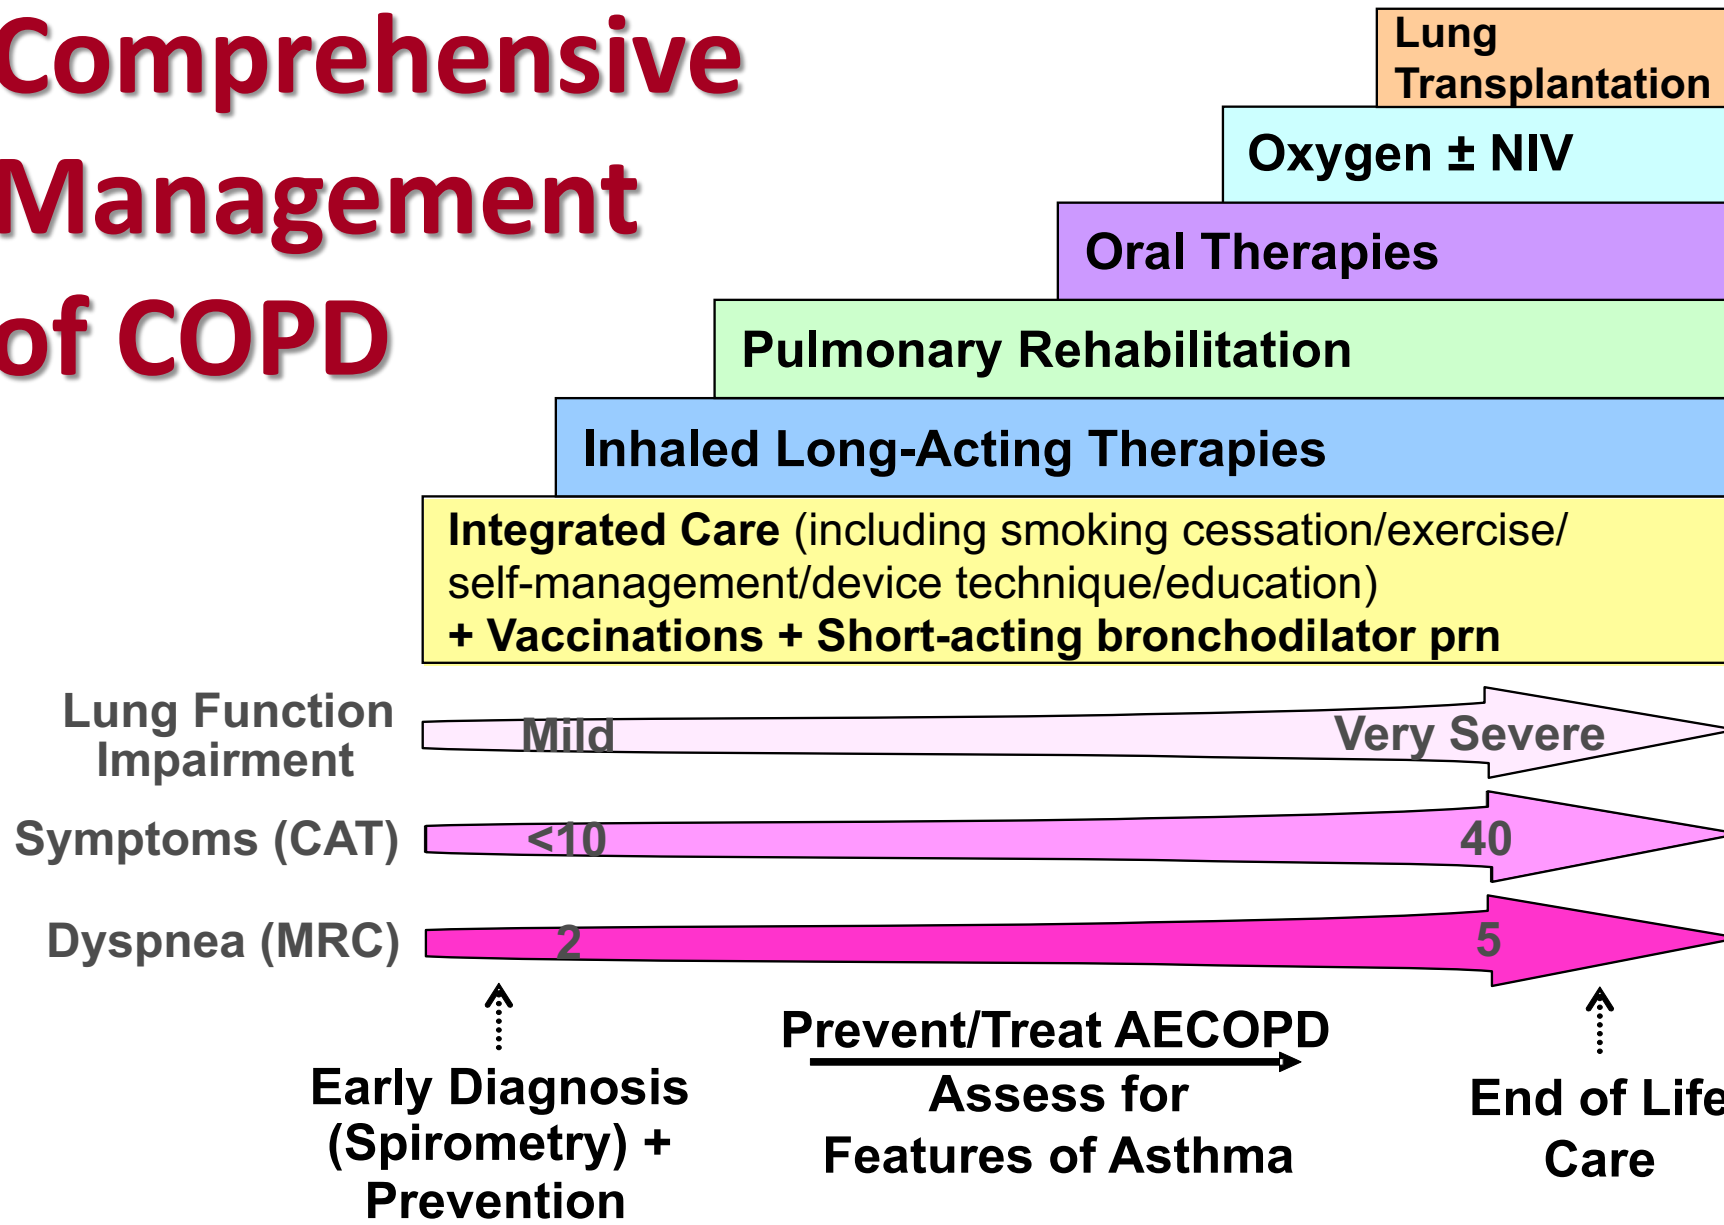 Comprehensive
Management
of COPD
Lung
Transplantation
Oxygen ± NIV
Oral Therapies
Pulmonary Rehabilitation
Inhaled Long-Acting Therapies
Integrated Care (including smoking cessation/exercise/
self-management/device technique/education)
+ Vaccinations + Short-acting bronchodilator prn
Lung Function
Impairment
Mild
Very Severe
Symptoms (CAT)
<10
40
Dyspnea (MRC)
2
5
Early Diagnosis
(Spirometry) +
Prevention
Prevent/Treat AECOPD
Assess for
Features of Asthma
End of Life
Care